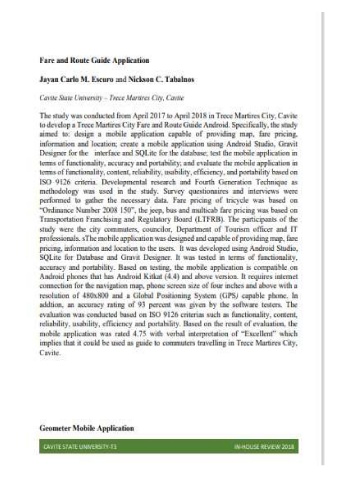 Fare and Route Guide Application
Jayan Carlo M. Escuro and Nickson C. Tabalnos
Cavite State University – Trece Martires City, Cavite
The study was conducted from April 2017 to April 2018 in Trece Martires City, Cavite
to develop a Trece Martires City Fare and Route Guide Android. Specifically, the study
aimed to: design a mobile application capable of providing map, fare pricing,
information and location; create a mobile application using Android Studio, Gravit
Designer for the interface and SQLite for the database; test the mobile application in
terms of functionality, accuracy and portability; and evaluate the mobile application in
terms of functionality, content, reliability, usability, efficiency, and portability based on
ISO 9126 criteria. Developmental research and Fourth Generation Technique as
methodology was used in the study. Survey questionnaires and interviews were
performed to gather the necessary data. Fare pricing of tricycle was based on
“Ordinance Number 2008 150”, the jeep, bus and multicab fare pricing was based on
Transportation Franchising and Regulatory Board (LTFRB). The participants of the
study were the city commuters, councilor, Department of Tourism officer and IT
professionals. sThe mobile application was designed and capable of providing map, fare
pricing, information and location to the users. It was developed using Android Studio,
SQLite for Database and Gravit Designer. It was tested in terms of functionality,
accuracy and portability. Based on testing, the mobile application is compatible on
Android phones that has Android Kitkat (4.4) and above version. It requires internet
connection for the navigation map, phone screen size of four inches and above with a
resolution of 480x800 and a Global Positioning System (GPS) capable phone. In
addition, an accuracy rating of 93 percent was given by the software testers. The
evaluation was conducted based on ISO 9126 criterias such as functionality, content,
reliability, usability, efficiency and portability. Based on the result of evaluation, the
mobile application was rated 4.75 with verbal interpretation of “Excellent” which
implies that it could be used as guide to commuters travelling in Trece Martires City,
Cavite.
Geometer Mobile Application
CAVITE STATE UNIVERSITY-T3 IN-HOUSE REVIEW 2018